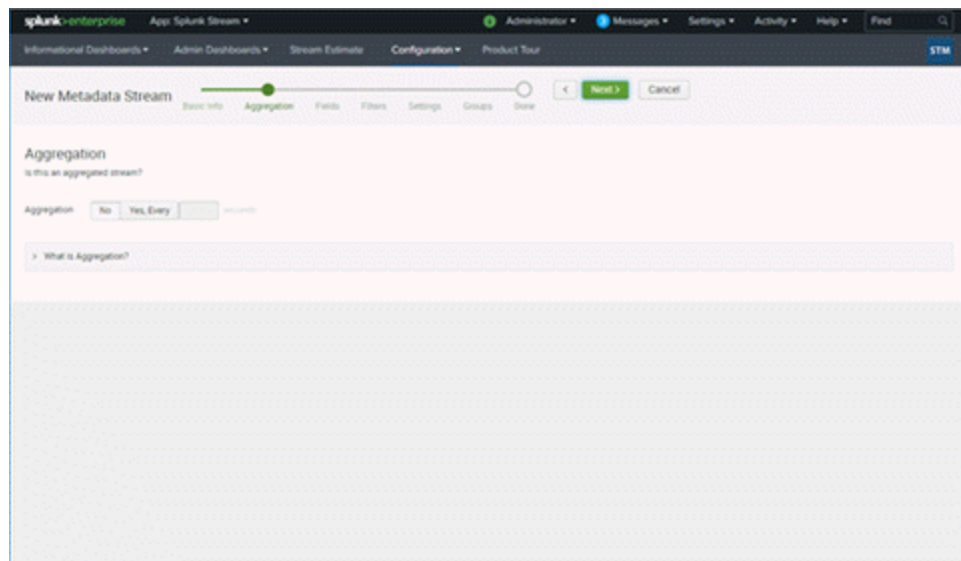 splunk>enterprise App: Splunk Stream Administrator 3 Messages Settings Activity Help Find
Informational Dashboards Admin Dashboards Stream Estimate Configuration Product Tour STM
New Metadata Stream
Basic Info Aggregation Fields Filters Settings Groups Done
< Next > Cancel
Aggregation
Is this an aggregated stream?
Aggregation No Yes, Every seconds
> What is Aggregation?